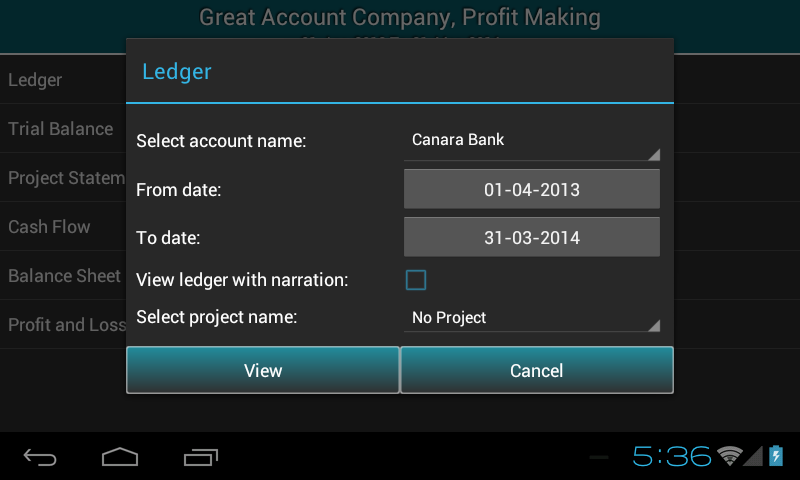 Great Account Company, Profit Making
Ledger
Ledger
Trial Balance
Project Statem
Cash Flow
Balance Sheet
Profit and Loss
Select account name: Canara Bank
From date: 01-04-2013
To date: 31-03-2014
View ledger with narration:
Select project name: No Project
View Cancel
5:36